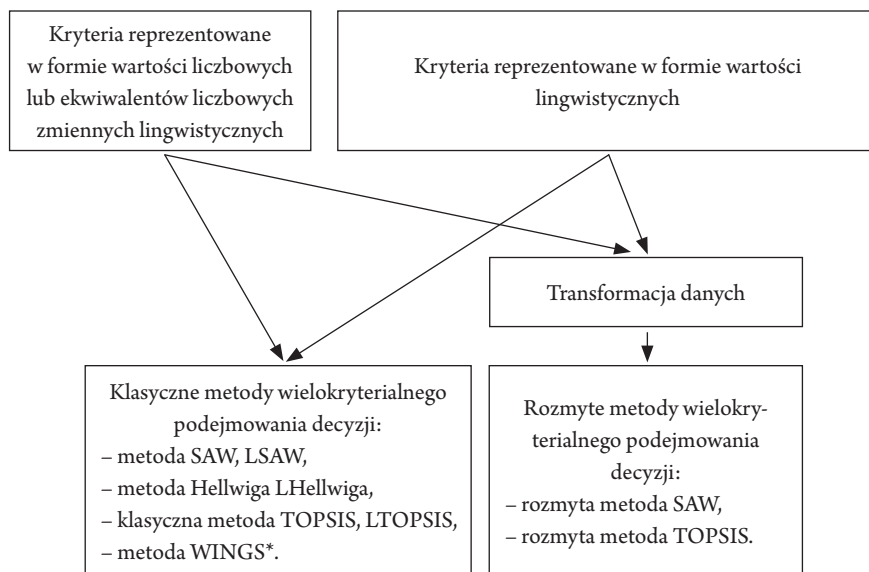 Kryteria reprezentowane
w formie wartości liczbowych
lub ekwiwalentów liczbowych
zmiennych lingwistycznych
Kryteria reprezentowane w formie wartości
lingwistycznych
Transformacja danych
Klasyczne metody wielokryterialnego
podejmowania decyzji:
– metoda SAW, LSAW,
– metoda Hellwiga LHellwiga,
– klasyczna metoda TOPSIS, LTOPSIS,
– metoda WINGS*.
Rozmyte metody wielokry-
terialnego podejmowania
decyzji:
– rozmyta metoda SAW,
– rozmyta metoda TOPSIS.